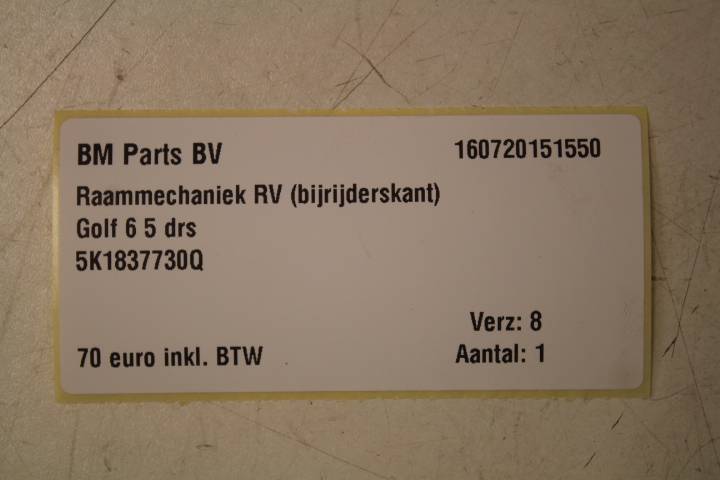 BM Parts BV 160720151550
Raammechaniek RV (bijrijderskant)
Golf 6 5 drs
5K1837730Q
Verz: 8
70 euro inkl. BTW Aantal: 1